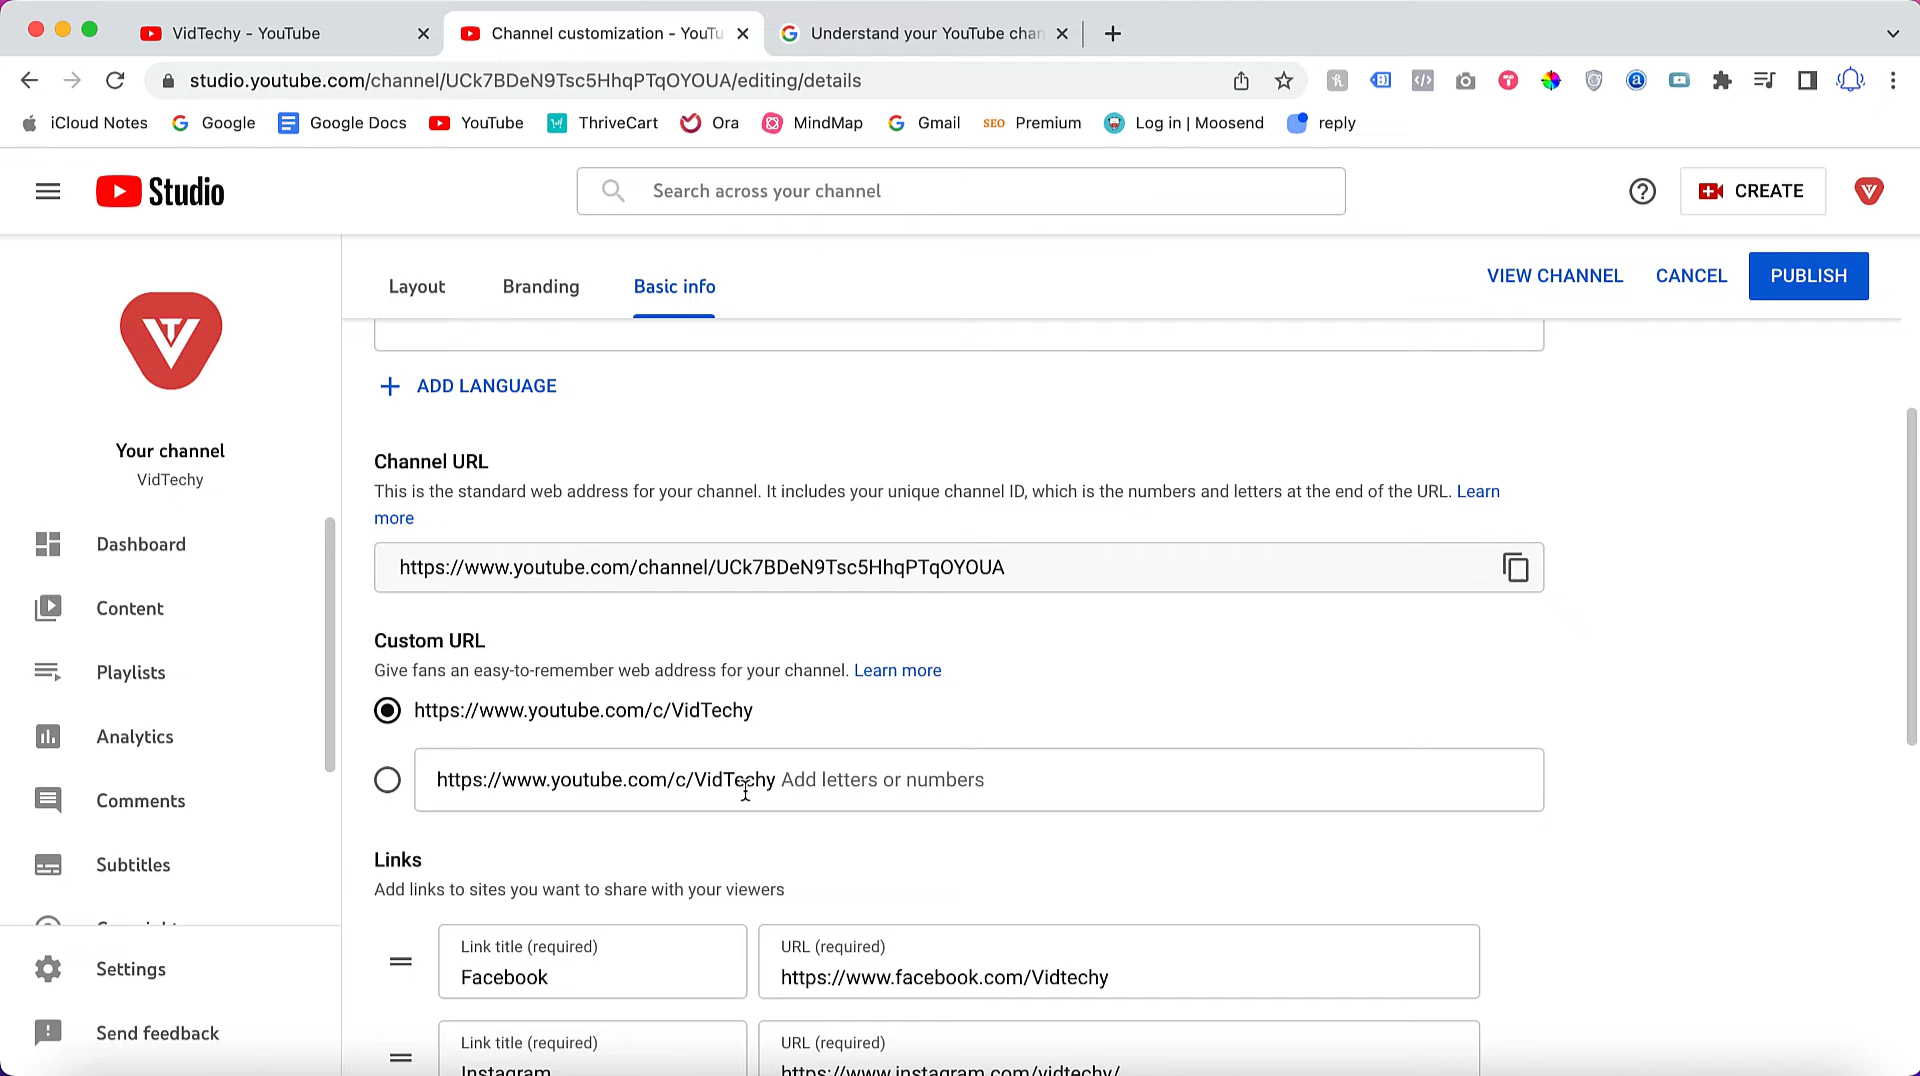 VidTechy - YouTube
Channel customization - YouTu
Understand your YouTube chan
studio.youtube.com/channel/UCk7BDeN9Tsc5HhqPTqOYOUA/editing/details
iCloud Notes
Google
Google Docs
YouTube
ThriveCart
Ora
MindMap
Gmail
SEO Premium
Log in | Moosend
reply
Studio
Search across your channel
CREATE
Layout
Branding
Basic info
VIEW CHANNEL
CANCEL
PUBLISH
Your channel
VidTechy
Dashboard
Content
Playlists
Analytics
Comments
Subtitles
Settings
Send feedback
ADD LANGUAGE
Channel URL
This is the standard web address for your channel. It includes your unique channel ID, which is the numbers and letters at the end of the URL. Learn
more
https://www.youtube.com/channel/UCk7BDeN9Tsc5HhqPTqOYOUA
Custom URL
Give fans an easy-to-remember web address for your channel. Learn more
https://www.youtube.com/c/VidTechy
https://www.youtube.com/c/VidTechy Add letters or numbers
Links
Add links to sites you want to share with your viewers
Link title (required)
Facebook
URL (required)
https://www.facebook.com/Vidtechy
Link title (required)
Instagram
URL (required)
https://www.instagram.com/vidtechy/